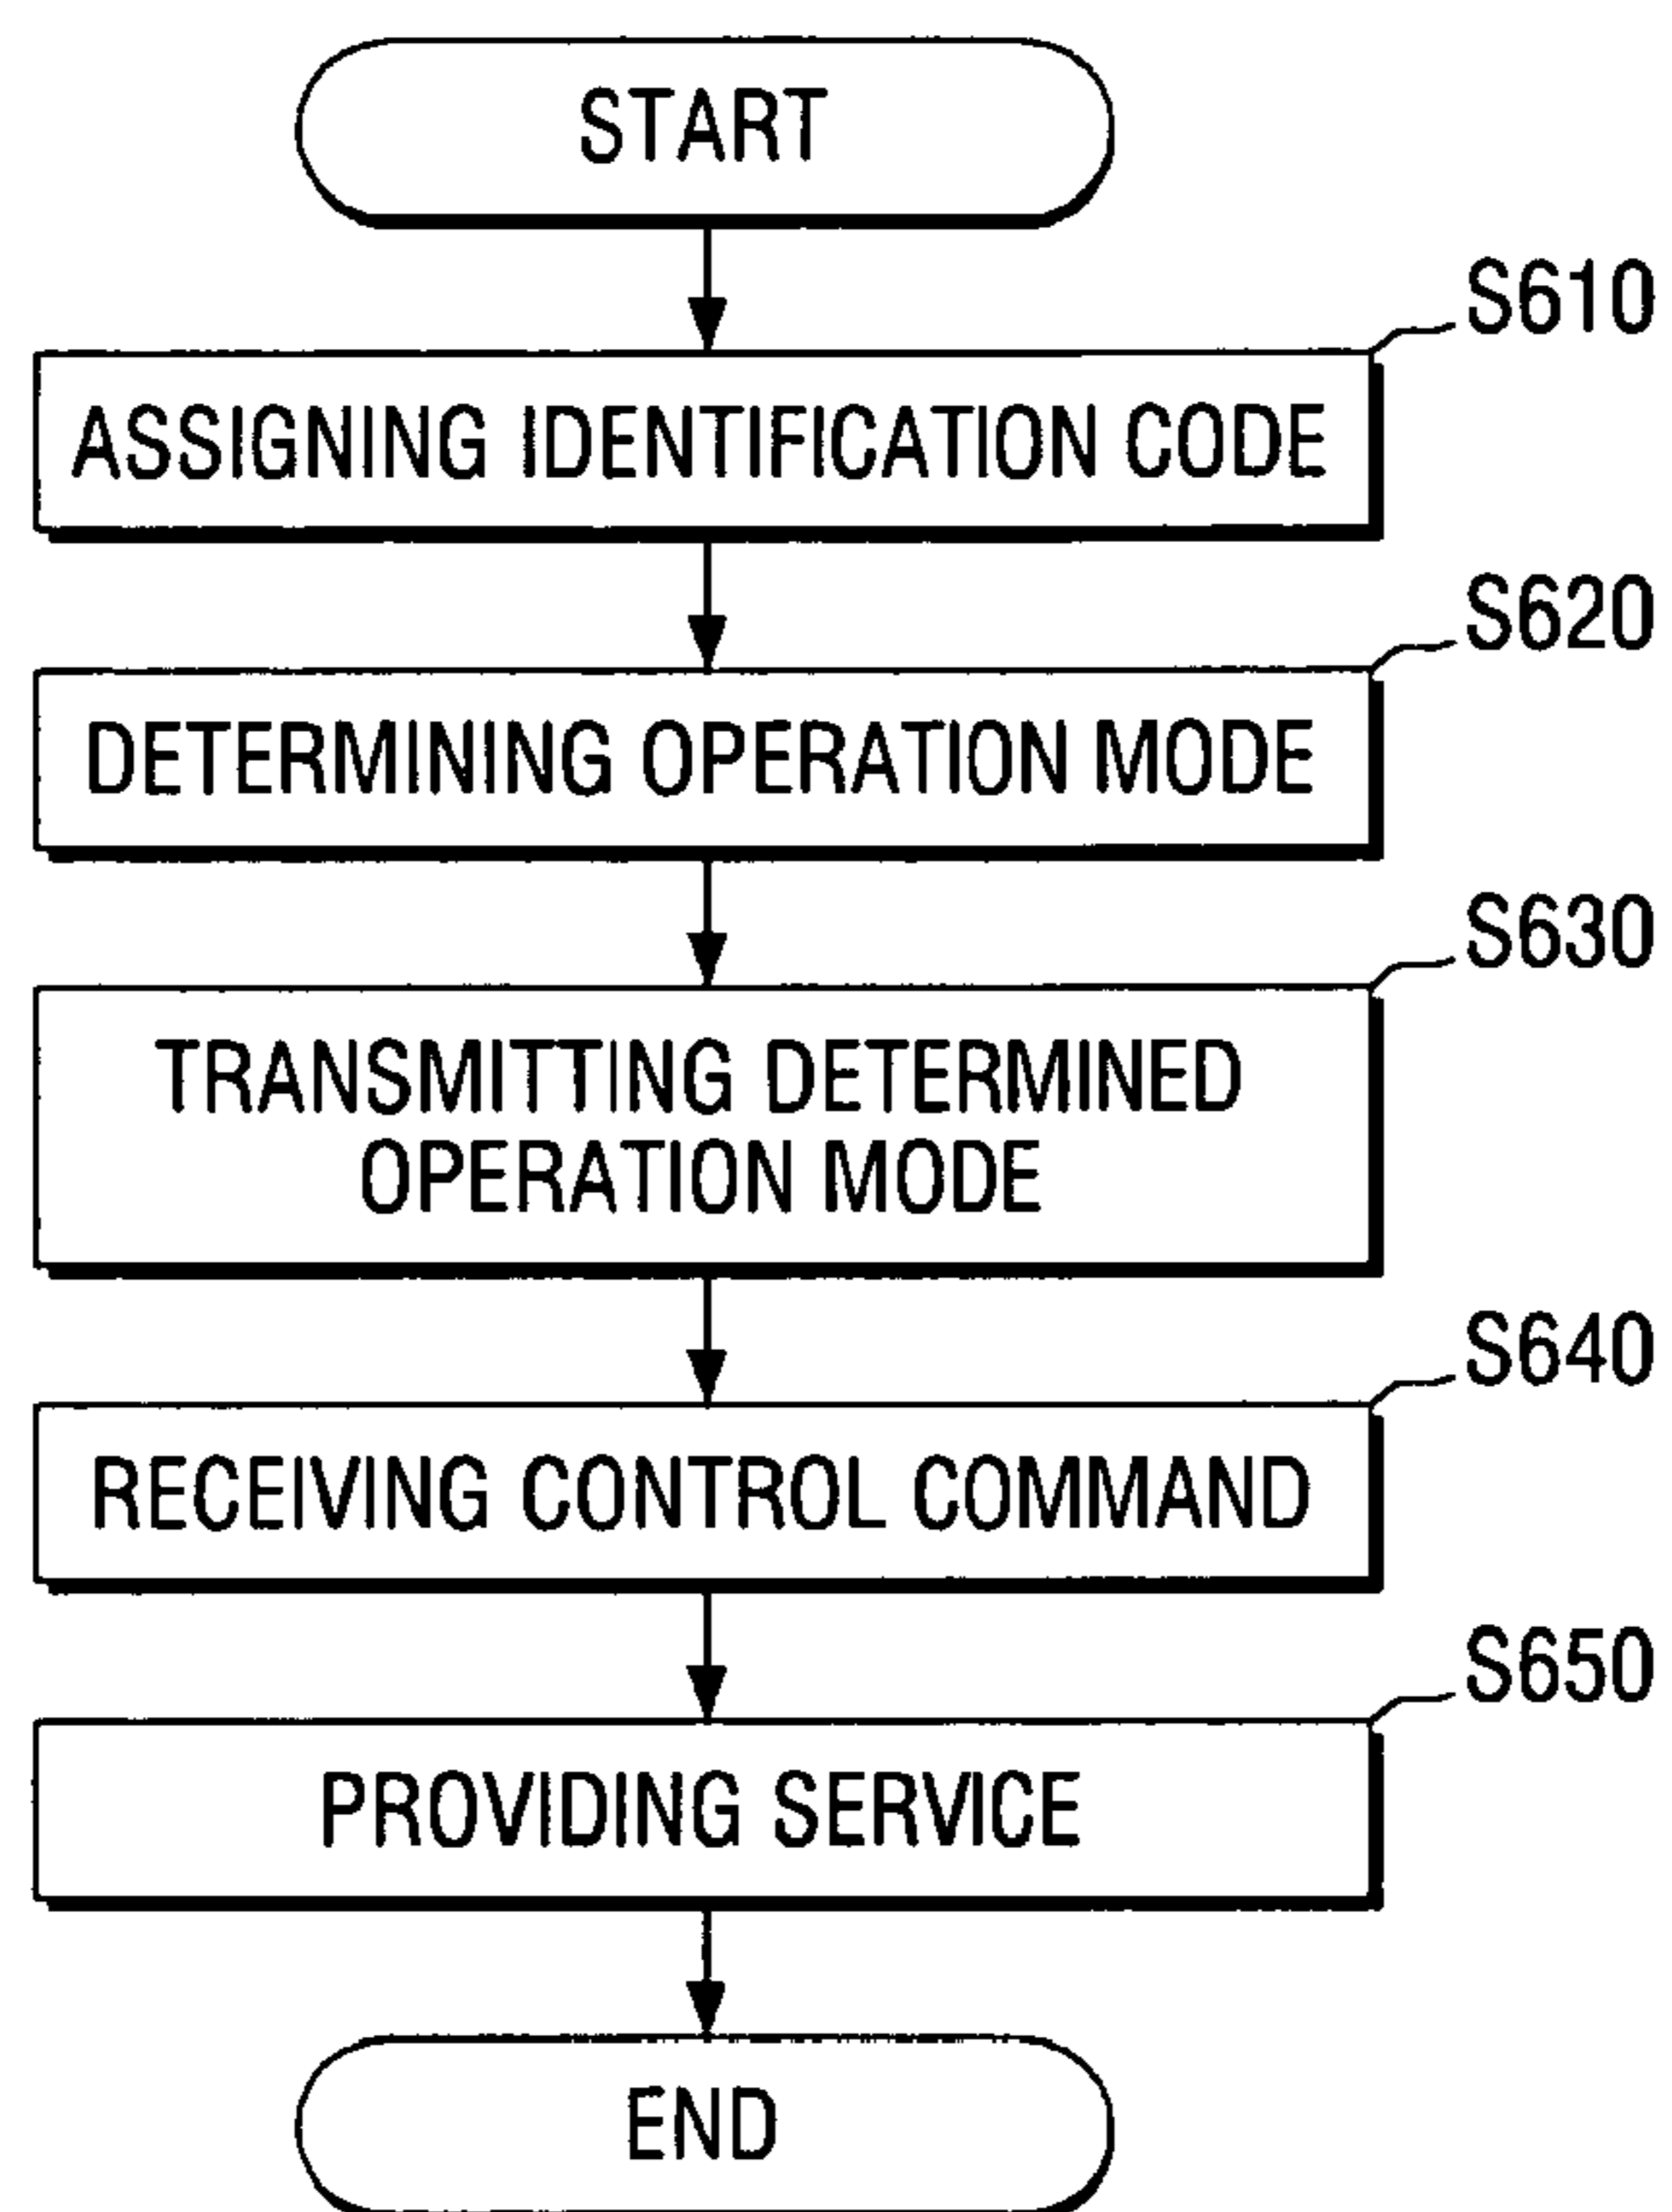 START
S610
ASSIGNING IDENTIFICATION CODE
S620
DETERMINING OPERATION MODE
S630
TRANSMITTING DETERMINED
OPERATION MODE
S640
RECEIVING CONTROL COMMAND
S650
PROVIDING SERVICE
END